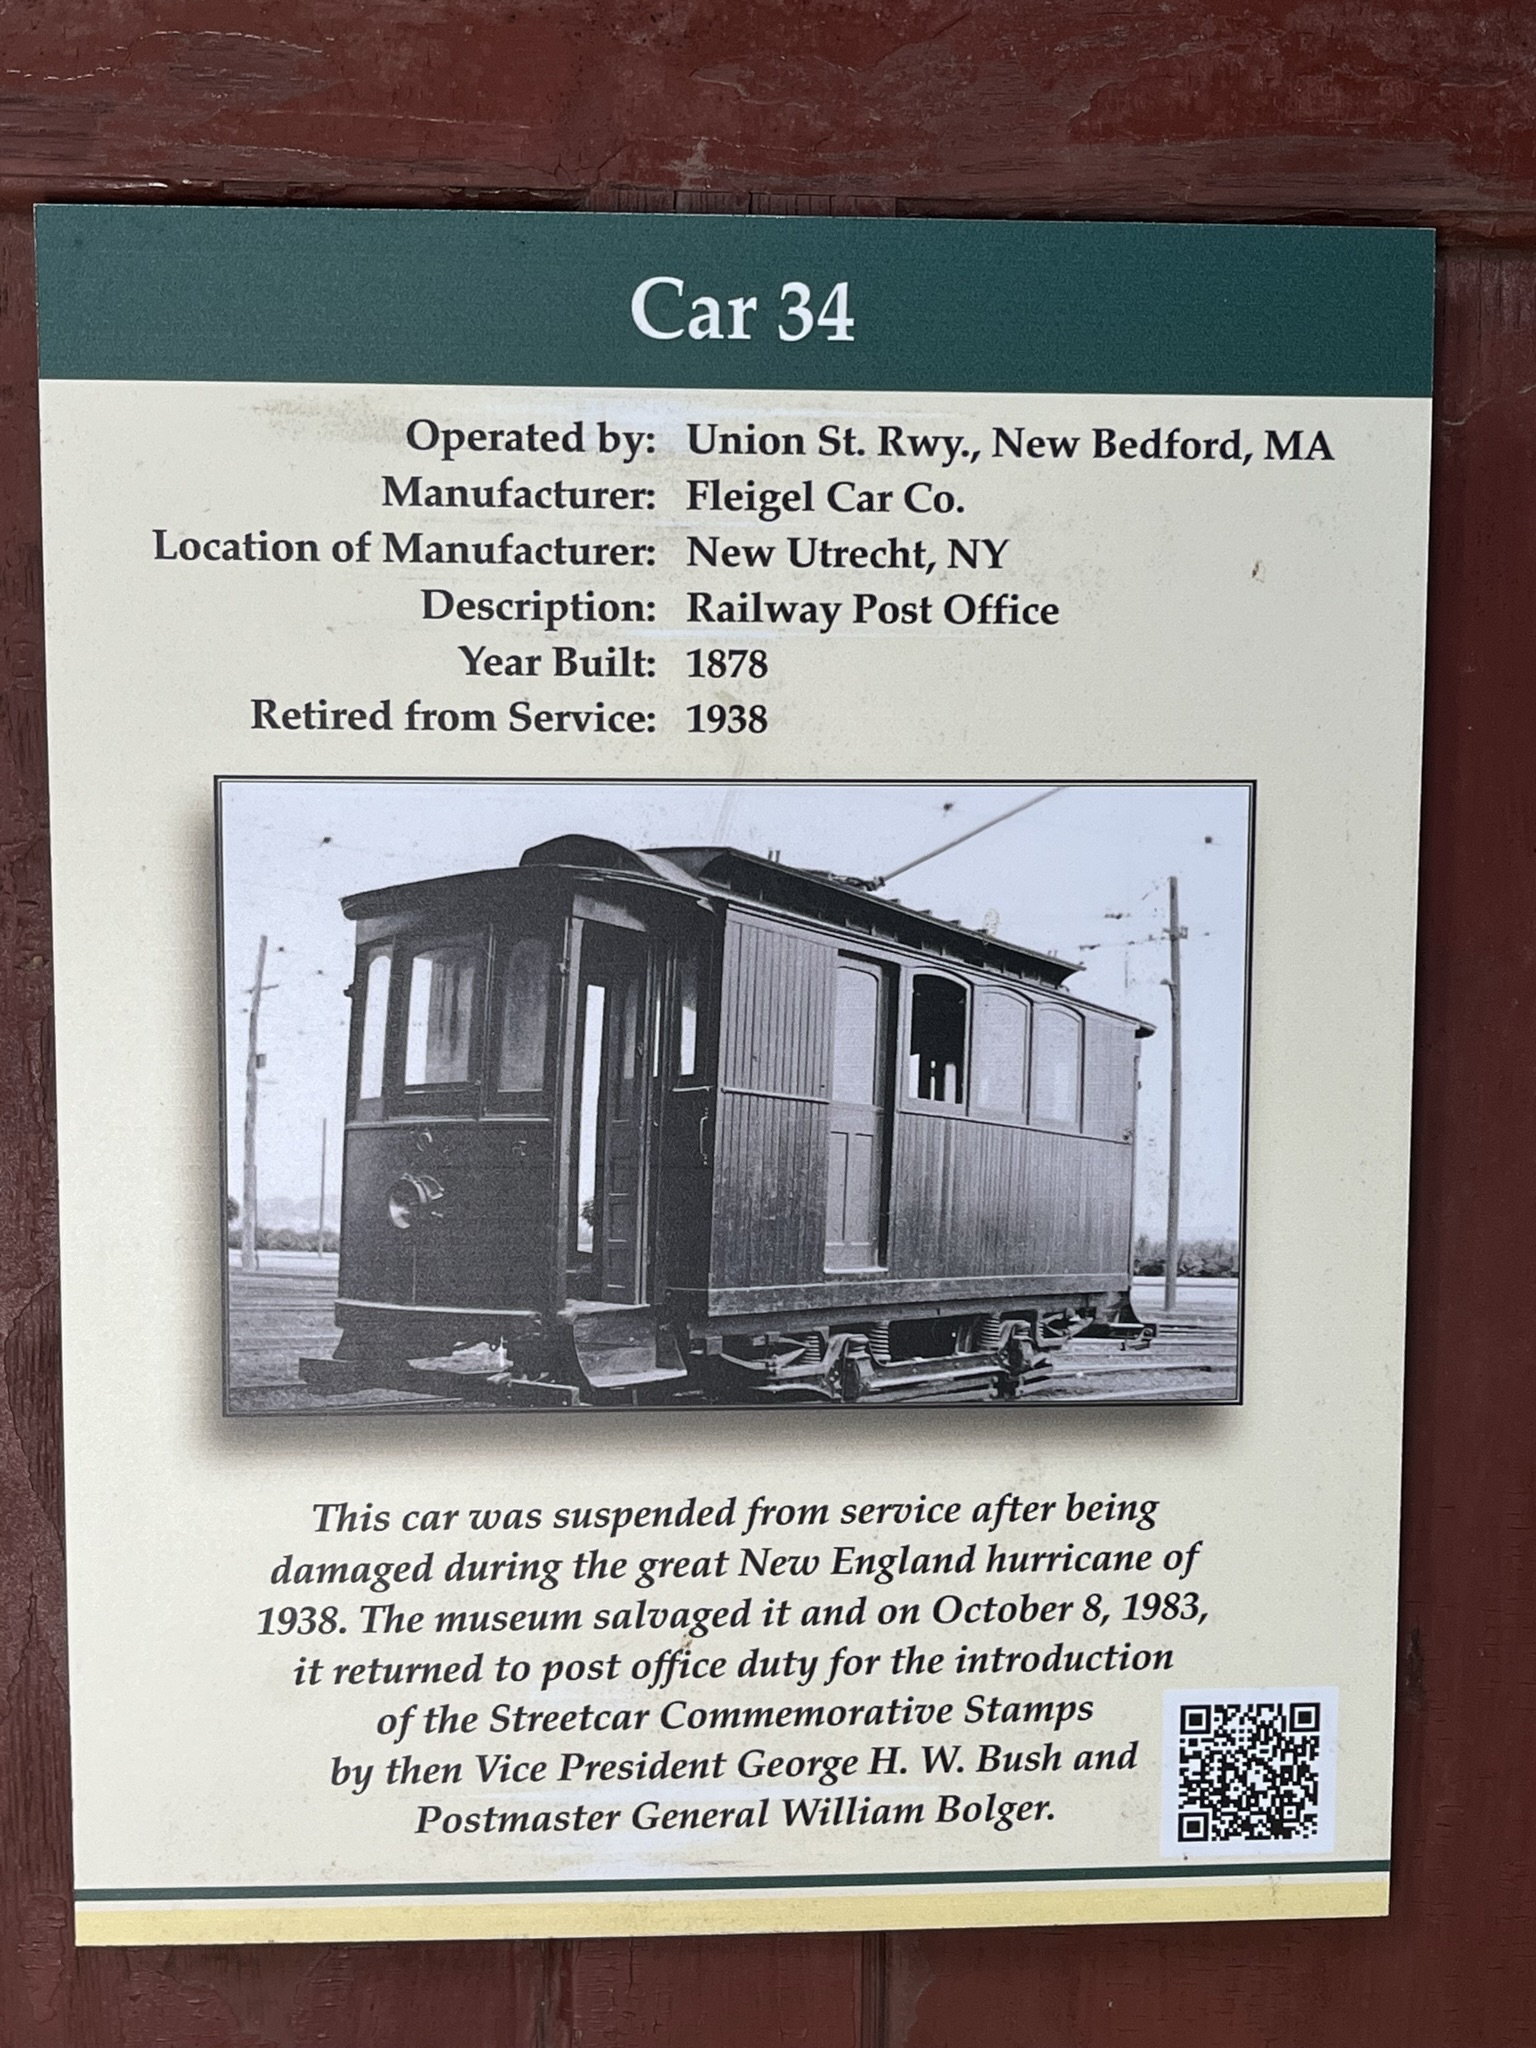 Car 34
Operated by: Union St. Rwy., New Bedford, MA
Manufacturer: Fleigel Car Co.
Location of Manufacturer: New Utrecht, NY
Description: Railway Post Office
Year Built: 1878
Retired from Service: 1938
This car was suspended from service after being
damaged during the great New England hurricane of
1938. The museum salvaged it and on October 8, 1983,
it returned to post office duty for the introduction
of the Streetcar Commemorative Stamps
by then Vice President George H. W. Bush and
Postmaster General William Bolger.